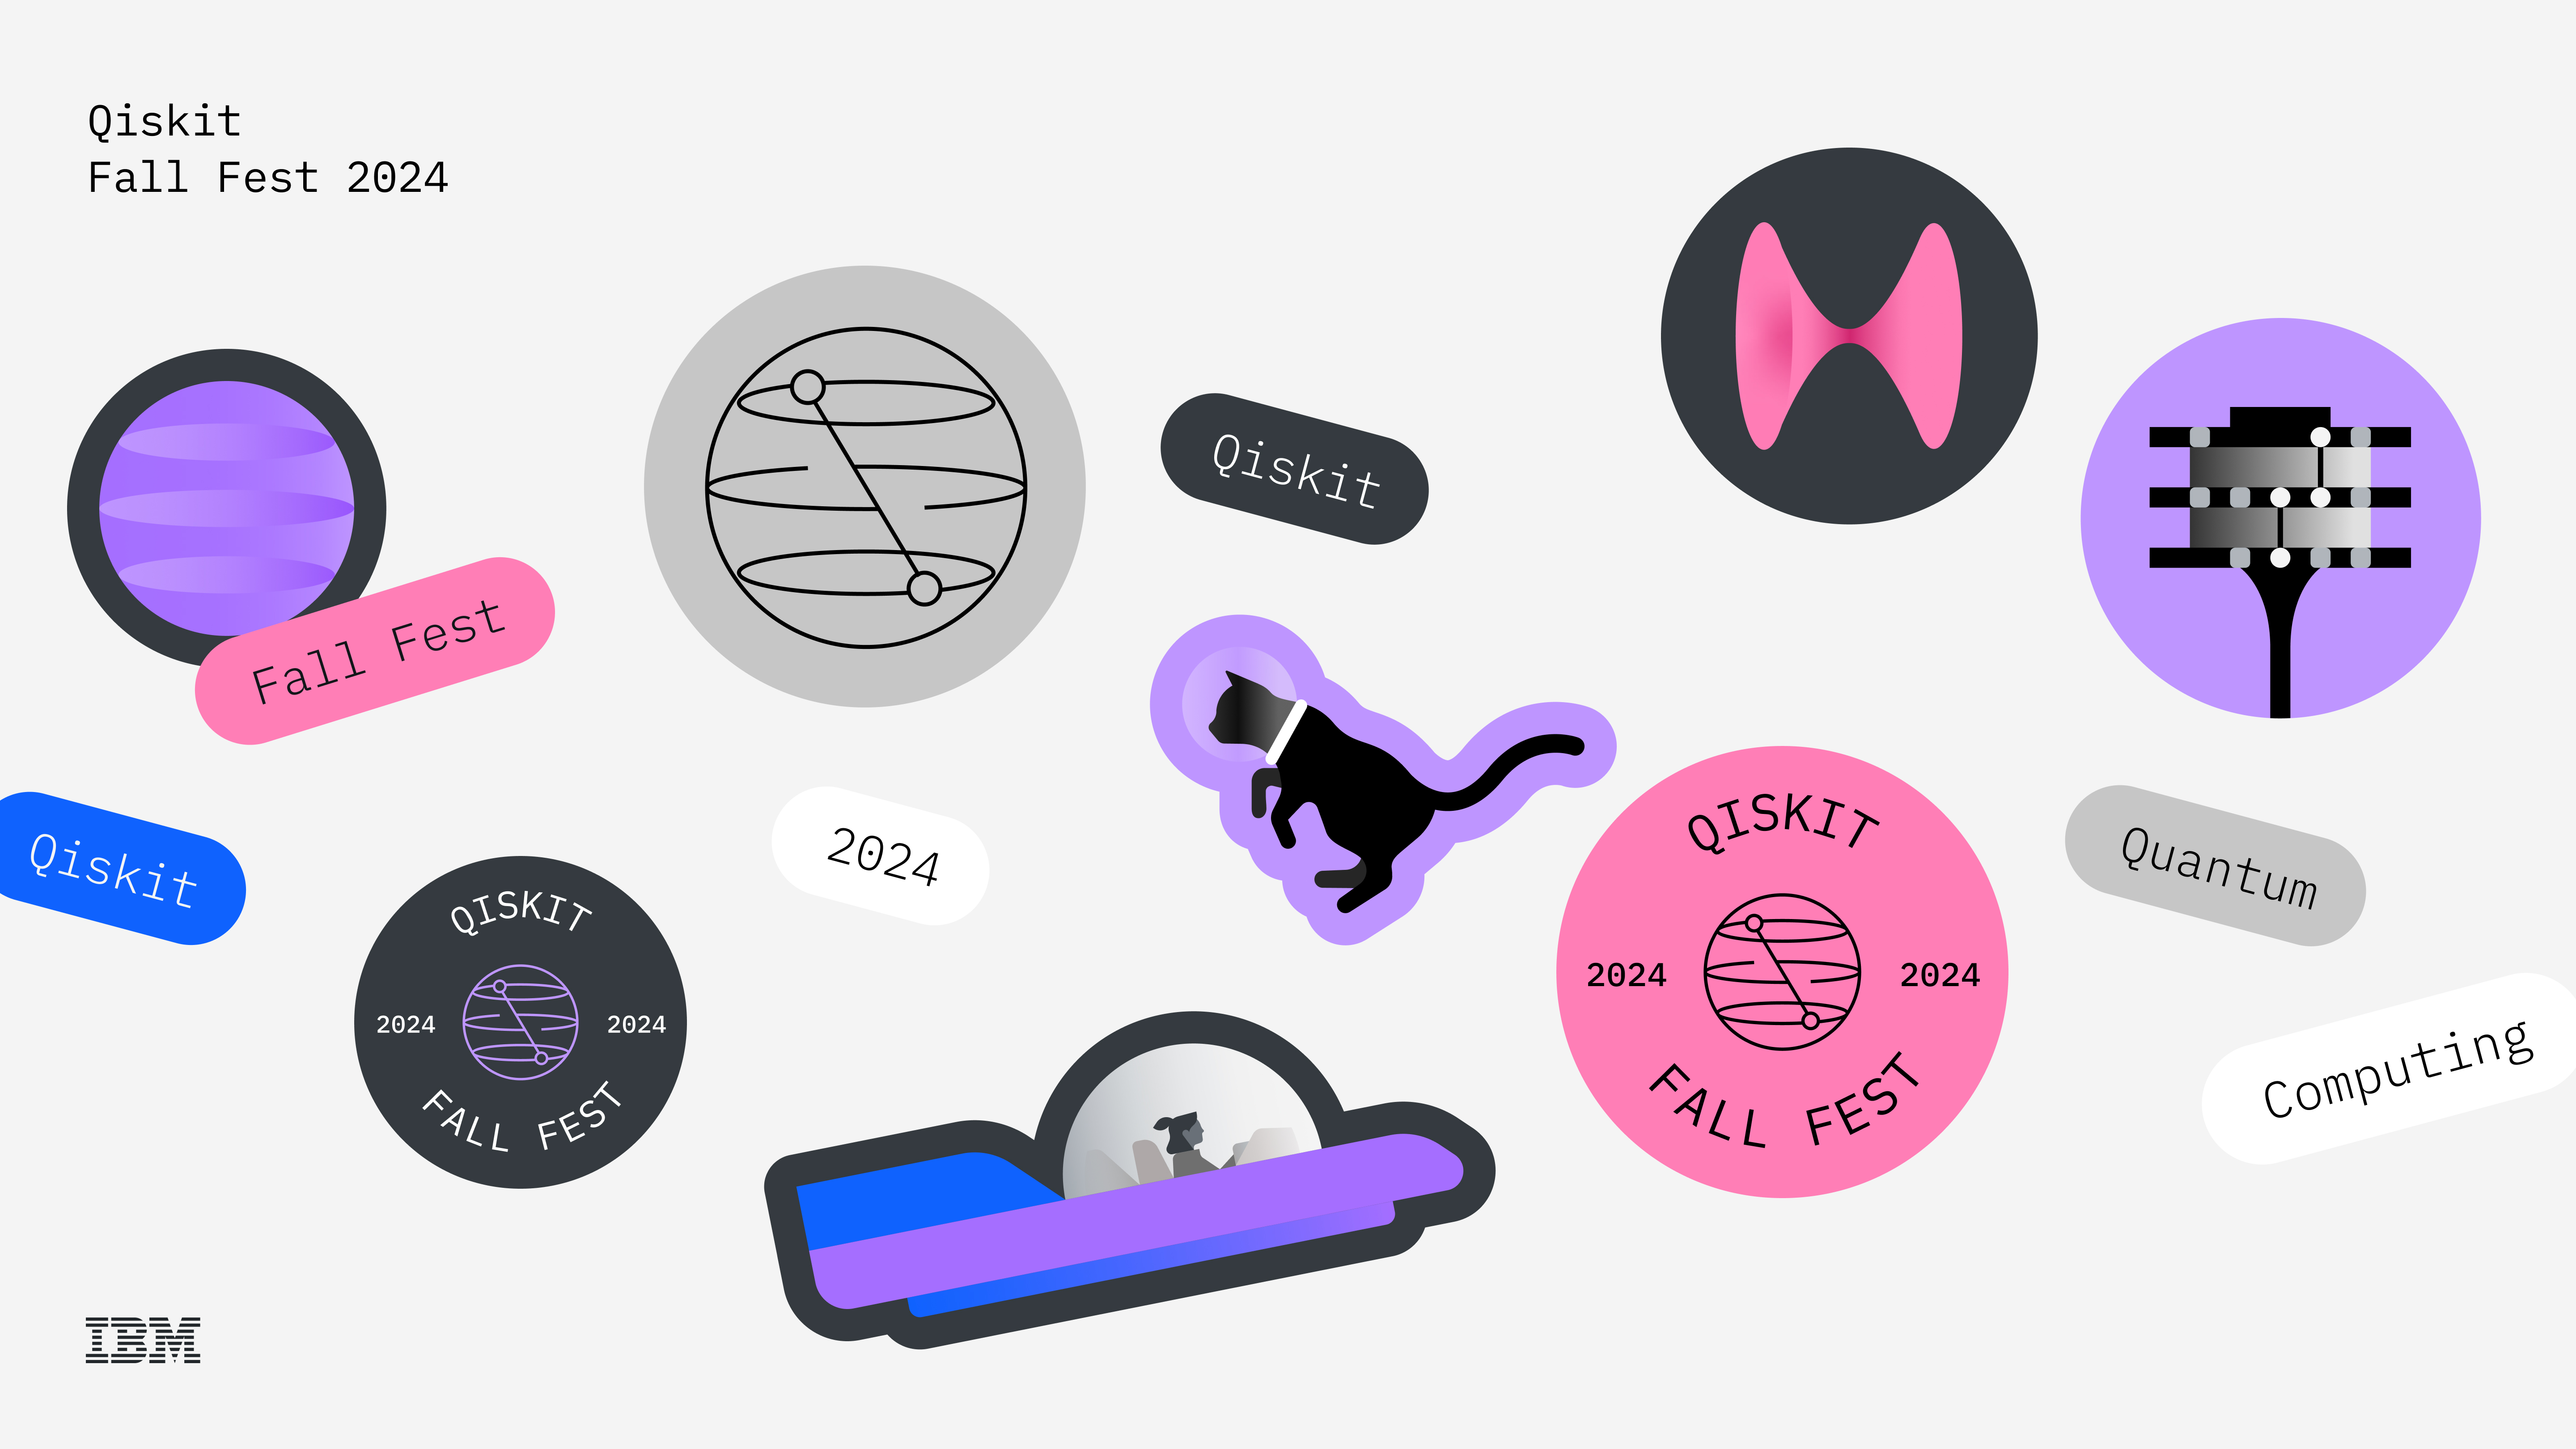 Qiskit
Fall Fest 2024
Qiskit
Fall Fest
Qiskit
2024
QISKIT
2024 2024
FALL FEST
QISKIT
2024 2024
FALL FEST
Quantum
Computing
IBM